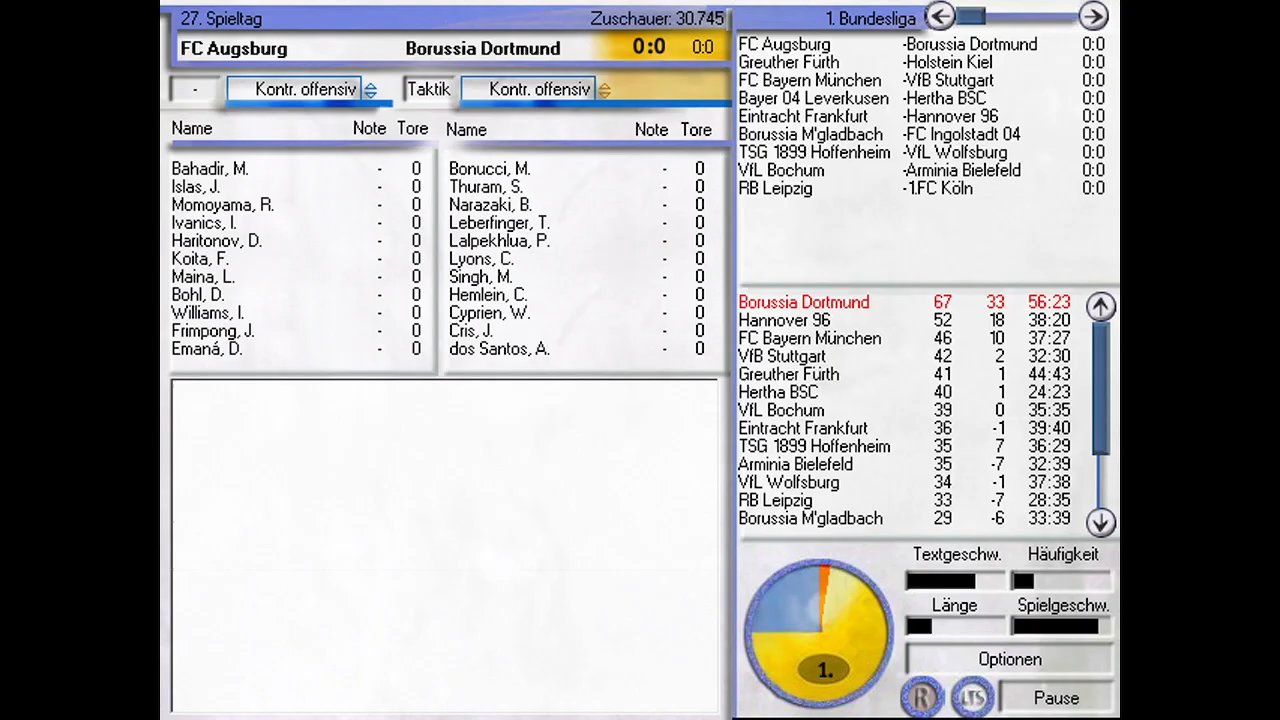 27. Spieltag Zuschauer: 30.745
FC Augsburg Borussia Dortmund 0:0 0:0
- Kontr. offensiv Taktik Kontr. offensiv
Name Note Tore Name Note Tore
Bahadir, M. - 0 Bonucci, M. - 0
Islas, J. - 0 Thuram, S. - 0
Momoyama, R. - 0 Narazaki, B. - 0
Ivanics, I. - 0 Leberfinger, T. - 0
Haritonov, D. - 0 Lalpekhlua, P. - 0
Koita, F. - 0 Lyons, C. - 0
Maina, L. - 0 Singh, M. - 0
Bohl, D. - 0 Hemlein, C. - 0
Williams, I. - 0 Cyprien, W. - 0
Frimpong, J. - 0 Cris, J. - 0
Emaná, D. - 0 dos Santos, A. - 0
1. Bundesliga
FC Augsburg -Borussia Dortmund 0:0
Greuther Fürth -Holstein Kiel 0:0
FC Bayern München -VfB Stuttgart 0:0
Bayer 04 Leverkusen -Hertha BSC 0:0
Eintracht Frankfurt -Hannover 96 0:0
Borussia M'gladbach -FC Ingolstadt 04 0:0
TSG 1899 Hoffenheim -VfL Wolfsburg 0:0
VfL Bochum -Arminia Bielefeld 0:0
RB Leipzig -1.FC Köln 0:0
Borussia Dortmund 67 33 56:23
Hannover 96 52 18 38:20
FC Bayern München 46 10 37:27
VfB Stuttgart 42 2 32:30
Greuther Fürth 41 1 44:43
Hertha BSC 40 1 24:23
VfL Bochum 39 0 35:35
Eintracht Frankfurt 36 -1 39:40
TSG 1899 Hoffenheim 35 7 36:29
Arminia Bielefeld 35 -7 32:39
VfL Wolfsburg 34 -1 37:38
RB Leipzig 33 -7 28:35
Borussia M'gladbach 29 -6 33:39
Textgeschw. Häufigkeit
Länge Spielgeschw.
Optionen
1.
R LTS Pause